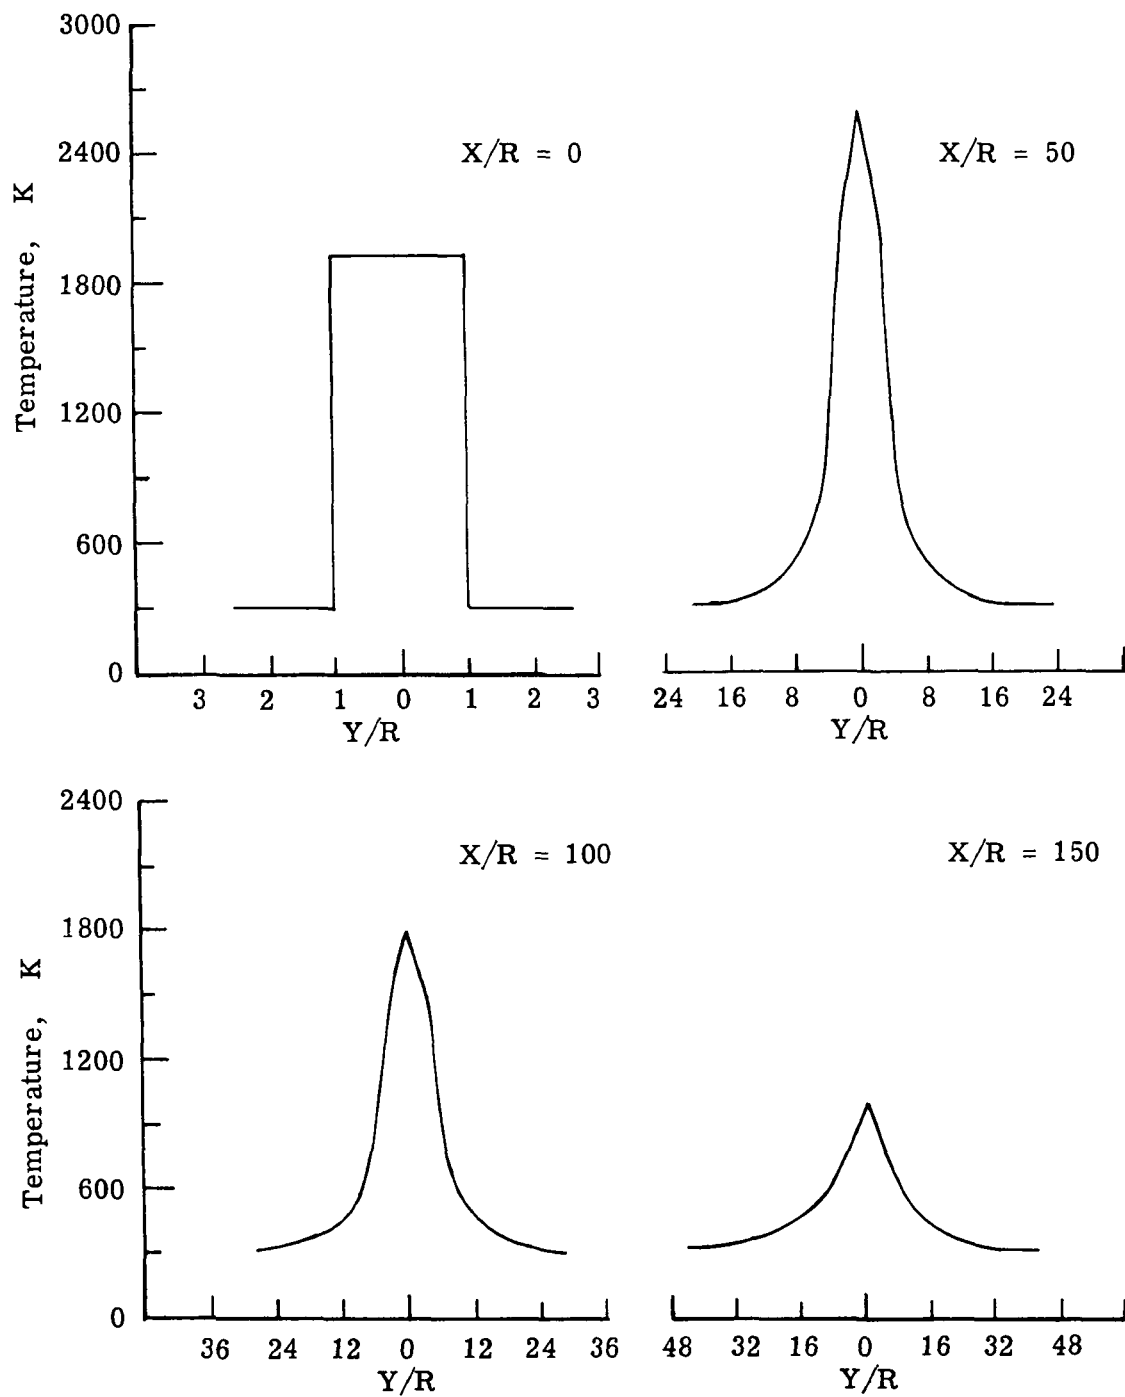 3000
2400
1800
1200
600
0
Temperature, K
X/R = 0
3 2 1 0 1 2 3
Y/R
X/R = 50
24 16 8 0 8 16 24
Y/R
2400
1800
1200
600
0
Temperature, K
X/R = 100
36 24 12 0 12 24 36
Y/R
X/R = 150
48 32 16 0 16 32 48
Y/R